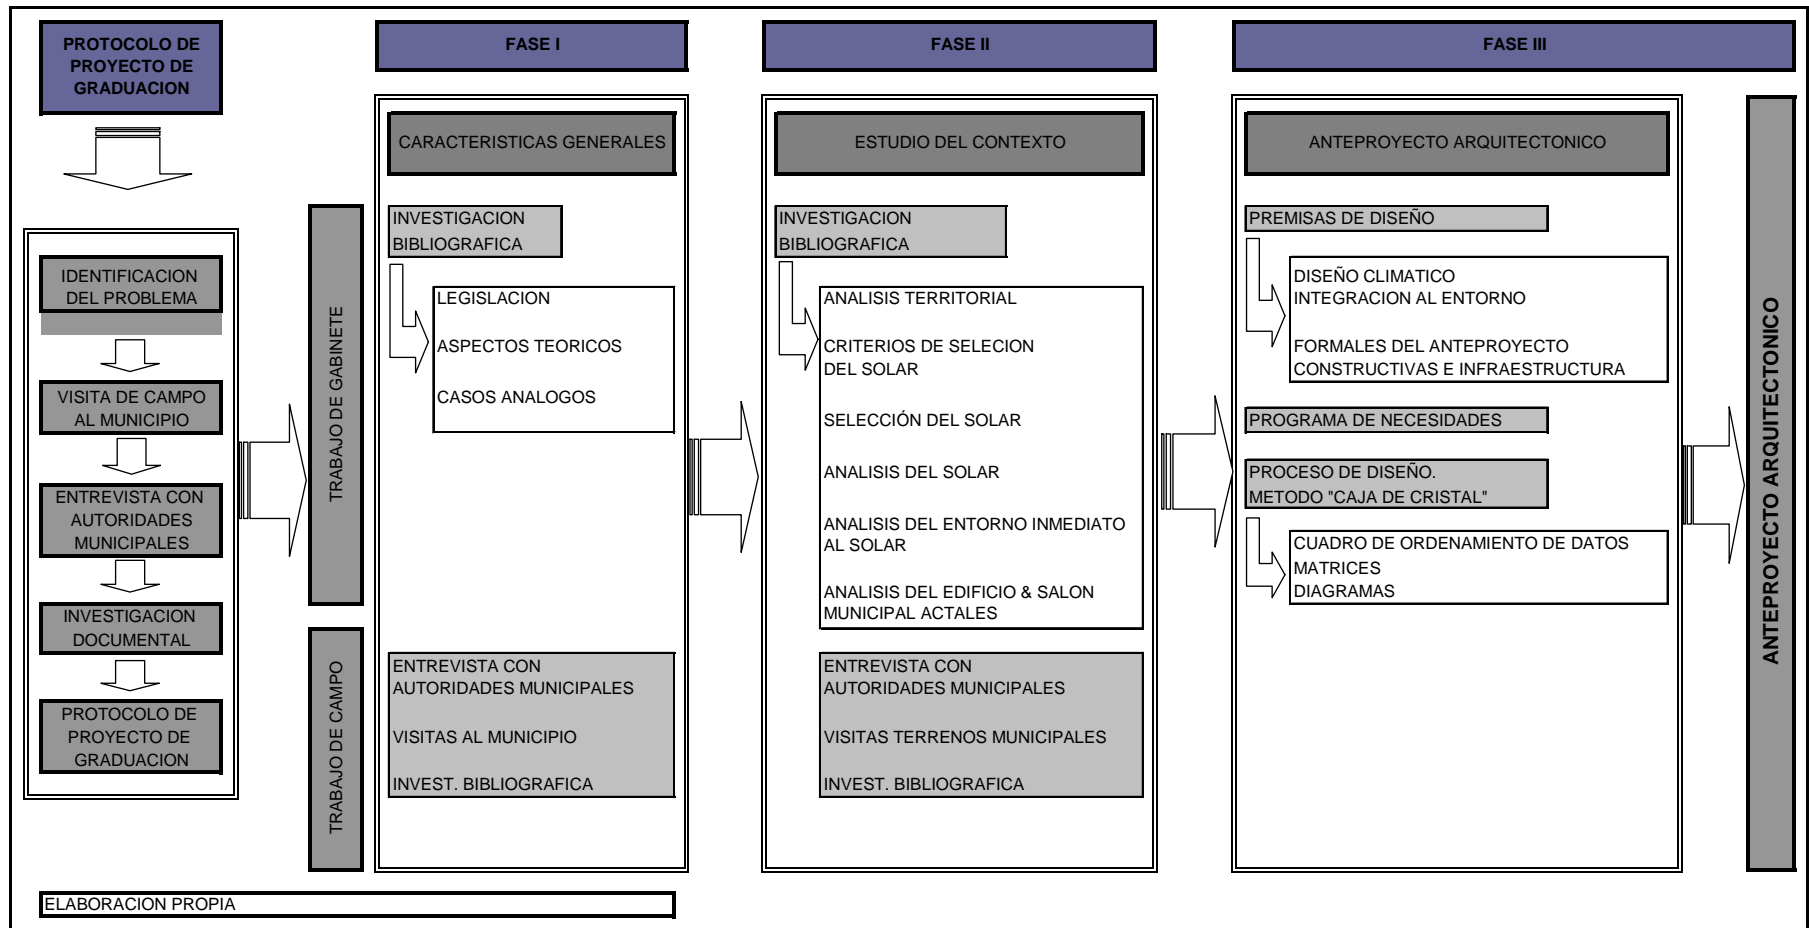 PROTOCOLO DE
PROYECTO DE
GRADUACION
IDENTIFICACION
DEL PROBLEMA
VISITA DE CAMPO
AL MUNICIPIO
ENTREVISTA CON
AUTORIDADES
MUNICIPALES
INVESTIGACION
DOCUMENTAL
PROTOCOLO DE
PROYECTO DE
GRADUACION
TRABAJO DE GABINETE
TRABAJO DE CAMPO
FASE I
CARACTERISTICAS GENERALES
INVESTIGACION
BIBLIOGRAFICA
LEGISLACION
ASPECTOS TEORICOS
CASOS ANALOGOS
ENTREVISTA CON
AUTORIDADES MUNICIPALES
VISITAS AL MUNICIPIO
INVEST. BIBLIOGRAFICA
FASE II
ESTUDIO DEL CONTEXTO
INVESTIGACION
BIBLIOGRAFICA
ANALISIS TERRITORIAL
CRITERIOS DE SELECION
DEL SOLAR
SELECCIÓN DEL SOLAR
ANALISIS DEL SOLAR
ANALISIS DEL ENTORNO INMEDIATO
AL SOLAR
ANALISIS DEL EDIFICIO & SALON
MUNICIPAL ACTALES
ENTREVISTA CON
AUTORIDADES MUNICIPALES
VISITAS TERRENOS MUNICIPALES
INVEST. BIBLIOGRAFICA
FASE III
ANTEPROYECTO ARQUITECTONICO
PREMISAS DE DISEÑO
DISEÑO CLIMATICO
INTEGRACION AL ENTORNO
FORMALES DEL ANTEPROYECTO
CONSTRUCTIVAS E INFRAESTRUCTURA
PROGRAMA DE NECESIDADES
PROCESO DE DISEÑO.
METODO "CAJA DE CRISTAL"
CUADRO DE ORDENAMIENTO DE DATOS
MATRICES
DIAGRAMAS
ANTEPROYECTO ARQUITECTONICO
ELABORACION PROPIA